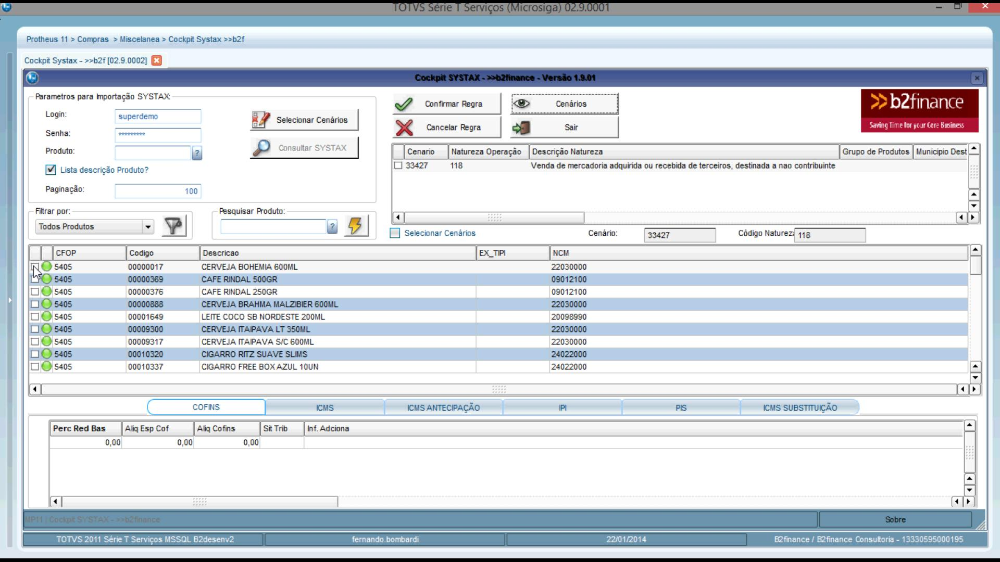 TOTVS Série T Serviços (Microsiga) 02.9.0001
Protheus 11 > Compras > Miscelanea > Cockpit Systax >>b2f
Cockpit Systax - >>b2f [02.9.0002]
Cockpit SYSTAX - >>b2finance - Versão 1.9.01
Parametros para Importação SYSTAX:
Login: superdemo
Selecionar Cenários
Senha: *********
Produto: ?
Consultar SYSTAX
Lista descrição Produto?
Paginação: 100
Confirmar Regra
Cenários
Cancelar Regra
Sair
>>b2finance
Saving Time for your Core Business
Cenario Natureza Operação Descrição Natureza Grupo de Produtos Municipio Dest
33427 118 Venda de mercadoria adquirida ou recebida de terceiros, destinada a nao contribuinte
Filtrar por:
Todos Produtos
Pesquisar Produto:
?
Selecionar Cenários
Cenário: 33427
Código Natureza 118
CFOP Codigo Descricao EX_TIPI NCM
5405 00000017 CERVEJA BOHEMIA 600ML 22030000
5405 00000369 CAFE RINDAL 500GR 09012100
5405 00000376 CAFE RINDAL 250GR 09012100
5405 00000888 CERVEJA BRAHMA MALZIBIER 600ML 22030000
5405 00001649 LEITE COCO SB NORDESTE 200ML 20098990
5405 00009300 CERVEJA ITAIPAVA LT 350ML 22030000
5405 00009317 CERVEJA ITAIPAVA S/C 600ML 22030000
5405 00010320 CIGARRO RITZ SUAVE SLIMS 24022000
5405 00010337 CIGARRO FREE BOX AZUL 10UN 24022000
COFINS ICMS ICMS ANTECIPAÇÃO IPI PIS ICMS SUBSTITUIÇÃO
Perc Red Bas Aliq Esp Cof Aliq Cofins Sit Trib Inf. Adciona
0,00 0,00 0,00
MP11 | Cockpit SYSTAX - >>b2finance
Sobre
TOTVS 2011 Série T Serviços MSSQL B2desenv2
fernando.bombardi
22/01/2014
B2finance / B2finance Consultoria - 13330595000195